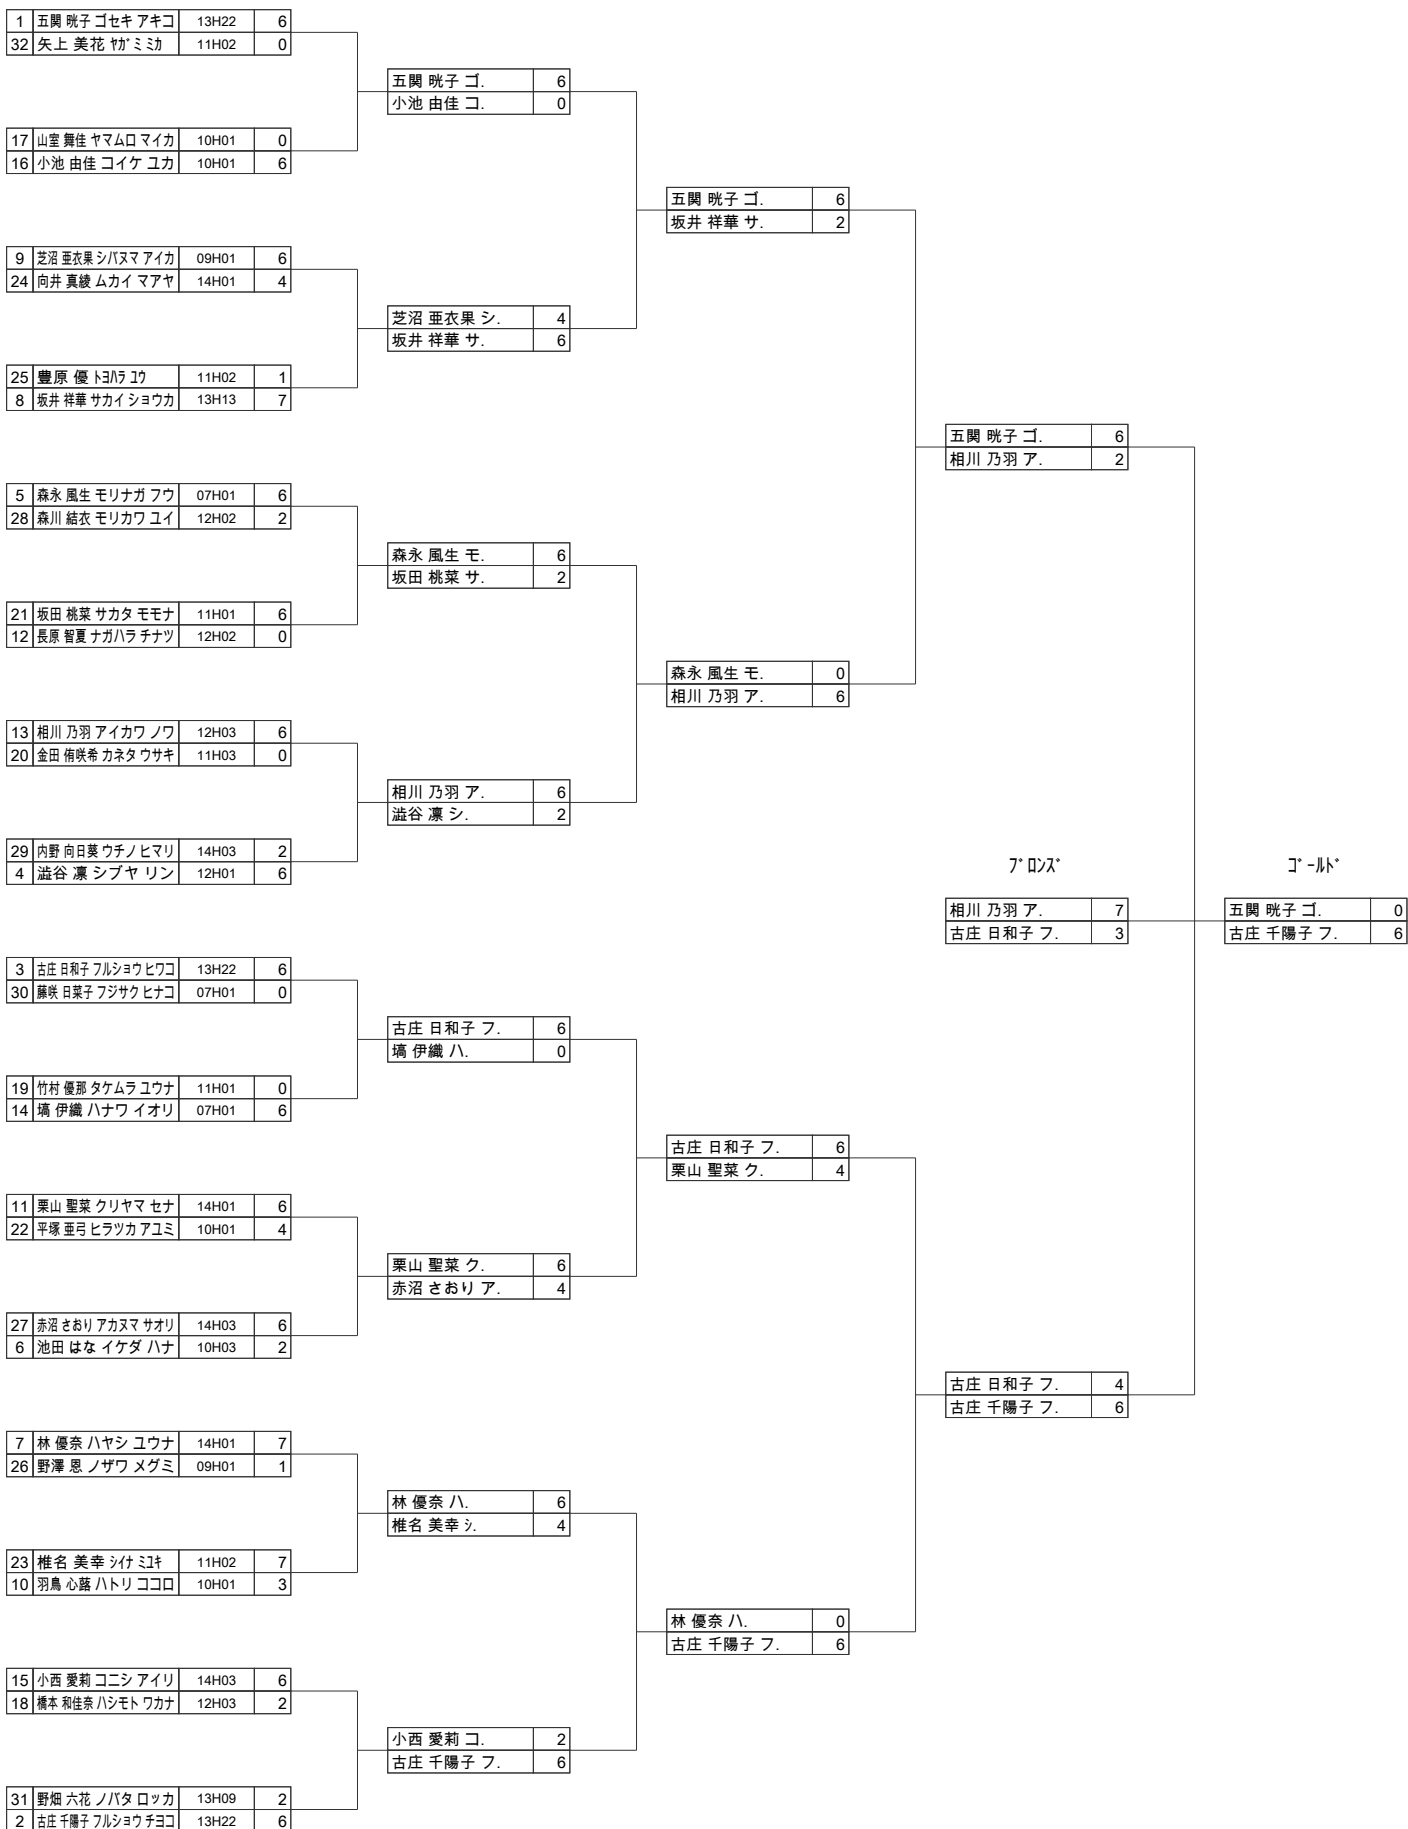 1 五関 晄子 ゴセキ アキコ 13H22 6
32 矢上 美花 ヤガミ ミカ 11H02 0
五関 晄子 ゴ. 6
小池 由佳 コ. 0
17 山室 舞佳 ヤマムロ マイカ 10H01 0
16 小池 由佳 コイケ ユカ 10H01 6
五関 晄子 ゴ. 6
坂井 祥華 サ. 2
9 芝沼 亜衣果 シバヌマ アイカ 09H01 6
24 向井 真綾 ムカイ マアヤ 14H01 4
芝沼 亜衣果 シ. 4
坂井 祥華 サ. 6
25 豊原 優 トヨハラ ユウ 11H02 1
8 坂井 祥華 サカイ ショウカ 13H13 7
五関 晄子 ゴ. 6
相川 乃羽 ア. 2
5 森永 風生 モリナガ フウ 07H01 6
28 森川 結衣 モリカワ ユイ 12H02 2
森永 風生 モ. 6
坂田 桃菜 サ. 2
21 坂田 桃菜 サカタ モモナ 11H01 6
12 長原 智夏 ナガハラ チナツ 12H02 0
森永 風生 モ. 0
相川 乃羽 ア. 6
13 相川 乃羽 アイカワ ノワ 12H03 6
20 金田 侑咲希 カネタ ウサキ 11H03 0
相川 乃羽 ア. 6
澁谷 凛 シ. 2
29 内野 向日葵 ウチノ ヒマリ 14H03 2
4 澁谷 凛 シブヤ リン 12H01 6
ブロンズ ゴールド
相川 乃羽 ア. 7
古庄 日和子 フ. 3
五関 晄子 ゴ. 0
古庄 千陽子 フ. 6
3 古庄 日和子 フルショウ ヒワコ 13H22 6
30 藤咲 日菜子 フジサク ヒナコ 07H01 0
古庄 日和子 フ. 6
塙 伊織 ハ. 0
19 竹村 優那 タケムラ ユウナ 11H01 0
14 塙 伊織 ハナワ イオリ 07H01 6
古庄 日和子 フ. 6
栗山 聖菜 ク. 4
11 栗山 聖菜 クリヤマ セナ 14H01 6
22 平塚 亜弓 ヒラツカ アユミ 10H01 4
栗山 聖菜 ク. 6
赤沼 さおり ア. 4
27 赤沼 さおり アカヌマ サオリ 14H03 6
6 池田 はな イケダ ハナ 10H03 2
古庄 日和子 フ. 4
古庄 千陽子 フ. 6
7 林 優奈 ハヤシ ユウナ 14H01 7
26 野澤 恩 ノザワ メグミ 09H01 1
林 優奈 ハ. 6
椎名 美幸 シ. 4
23 椎名 美幸 シイナ ミユキ 11H02 7
10 羽鳥 心蕗 ハトリ ココロ 10H01 3
林 優奈 ハ. 0
古庄 千陽子 フ. 6
15 小西 愛莉 コニシ アイリ 14H03 6
18 橋本 和佳奈 ハシモト ワカナ 12H03 2
小西 愛莉 コ. 2
古庄 千陽子 フ. 6
31 野畑 六花 ノバタ ロッカ 13H09 2
2 古庄 千陽子 フルショウ チヨコ 13H22 6